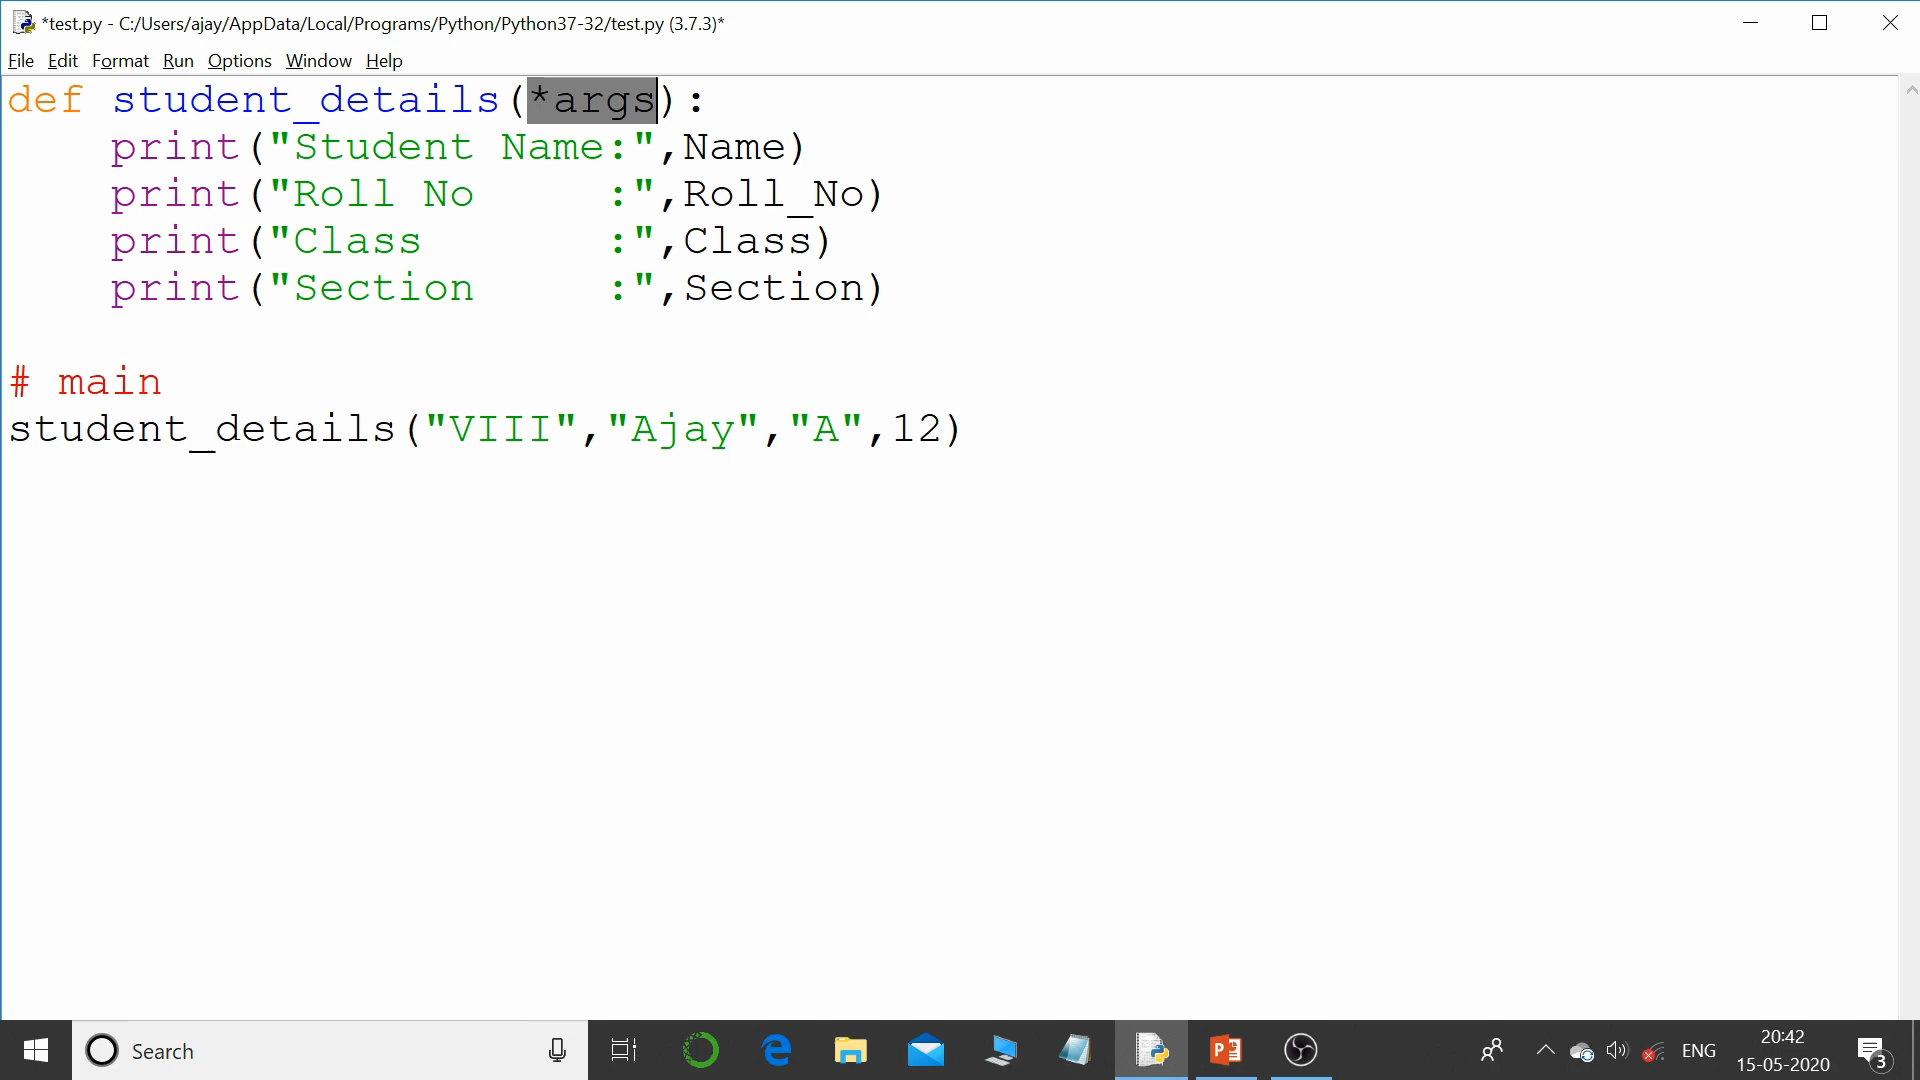 *test.py - C:/Users/ajay/AppData/Local/Programs/Python/Python37-32/test.py (3.7.3)*
File Edit Format Run Options Window Help
def student_details(*args):
    print("Student Name:",Name)
    print("Roll No     :",Roll_No)
    print("Class       :",Class)
    print("Section     :",Section)
# main
student_details("VIII","Ajay","A",12)
Search
ENG
20:42
15-05-2020
3